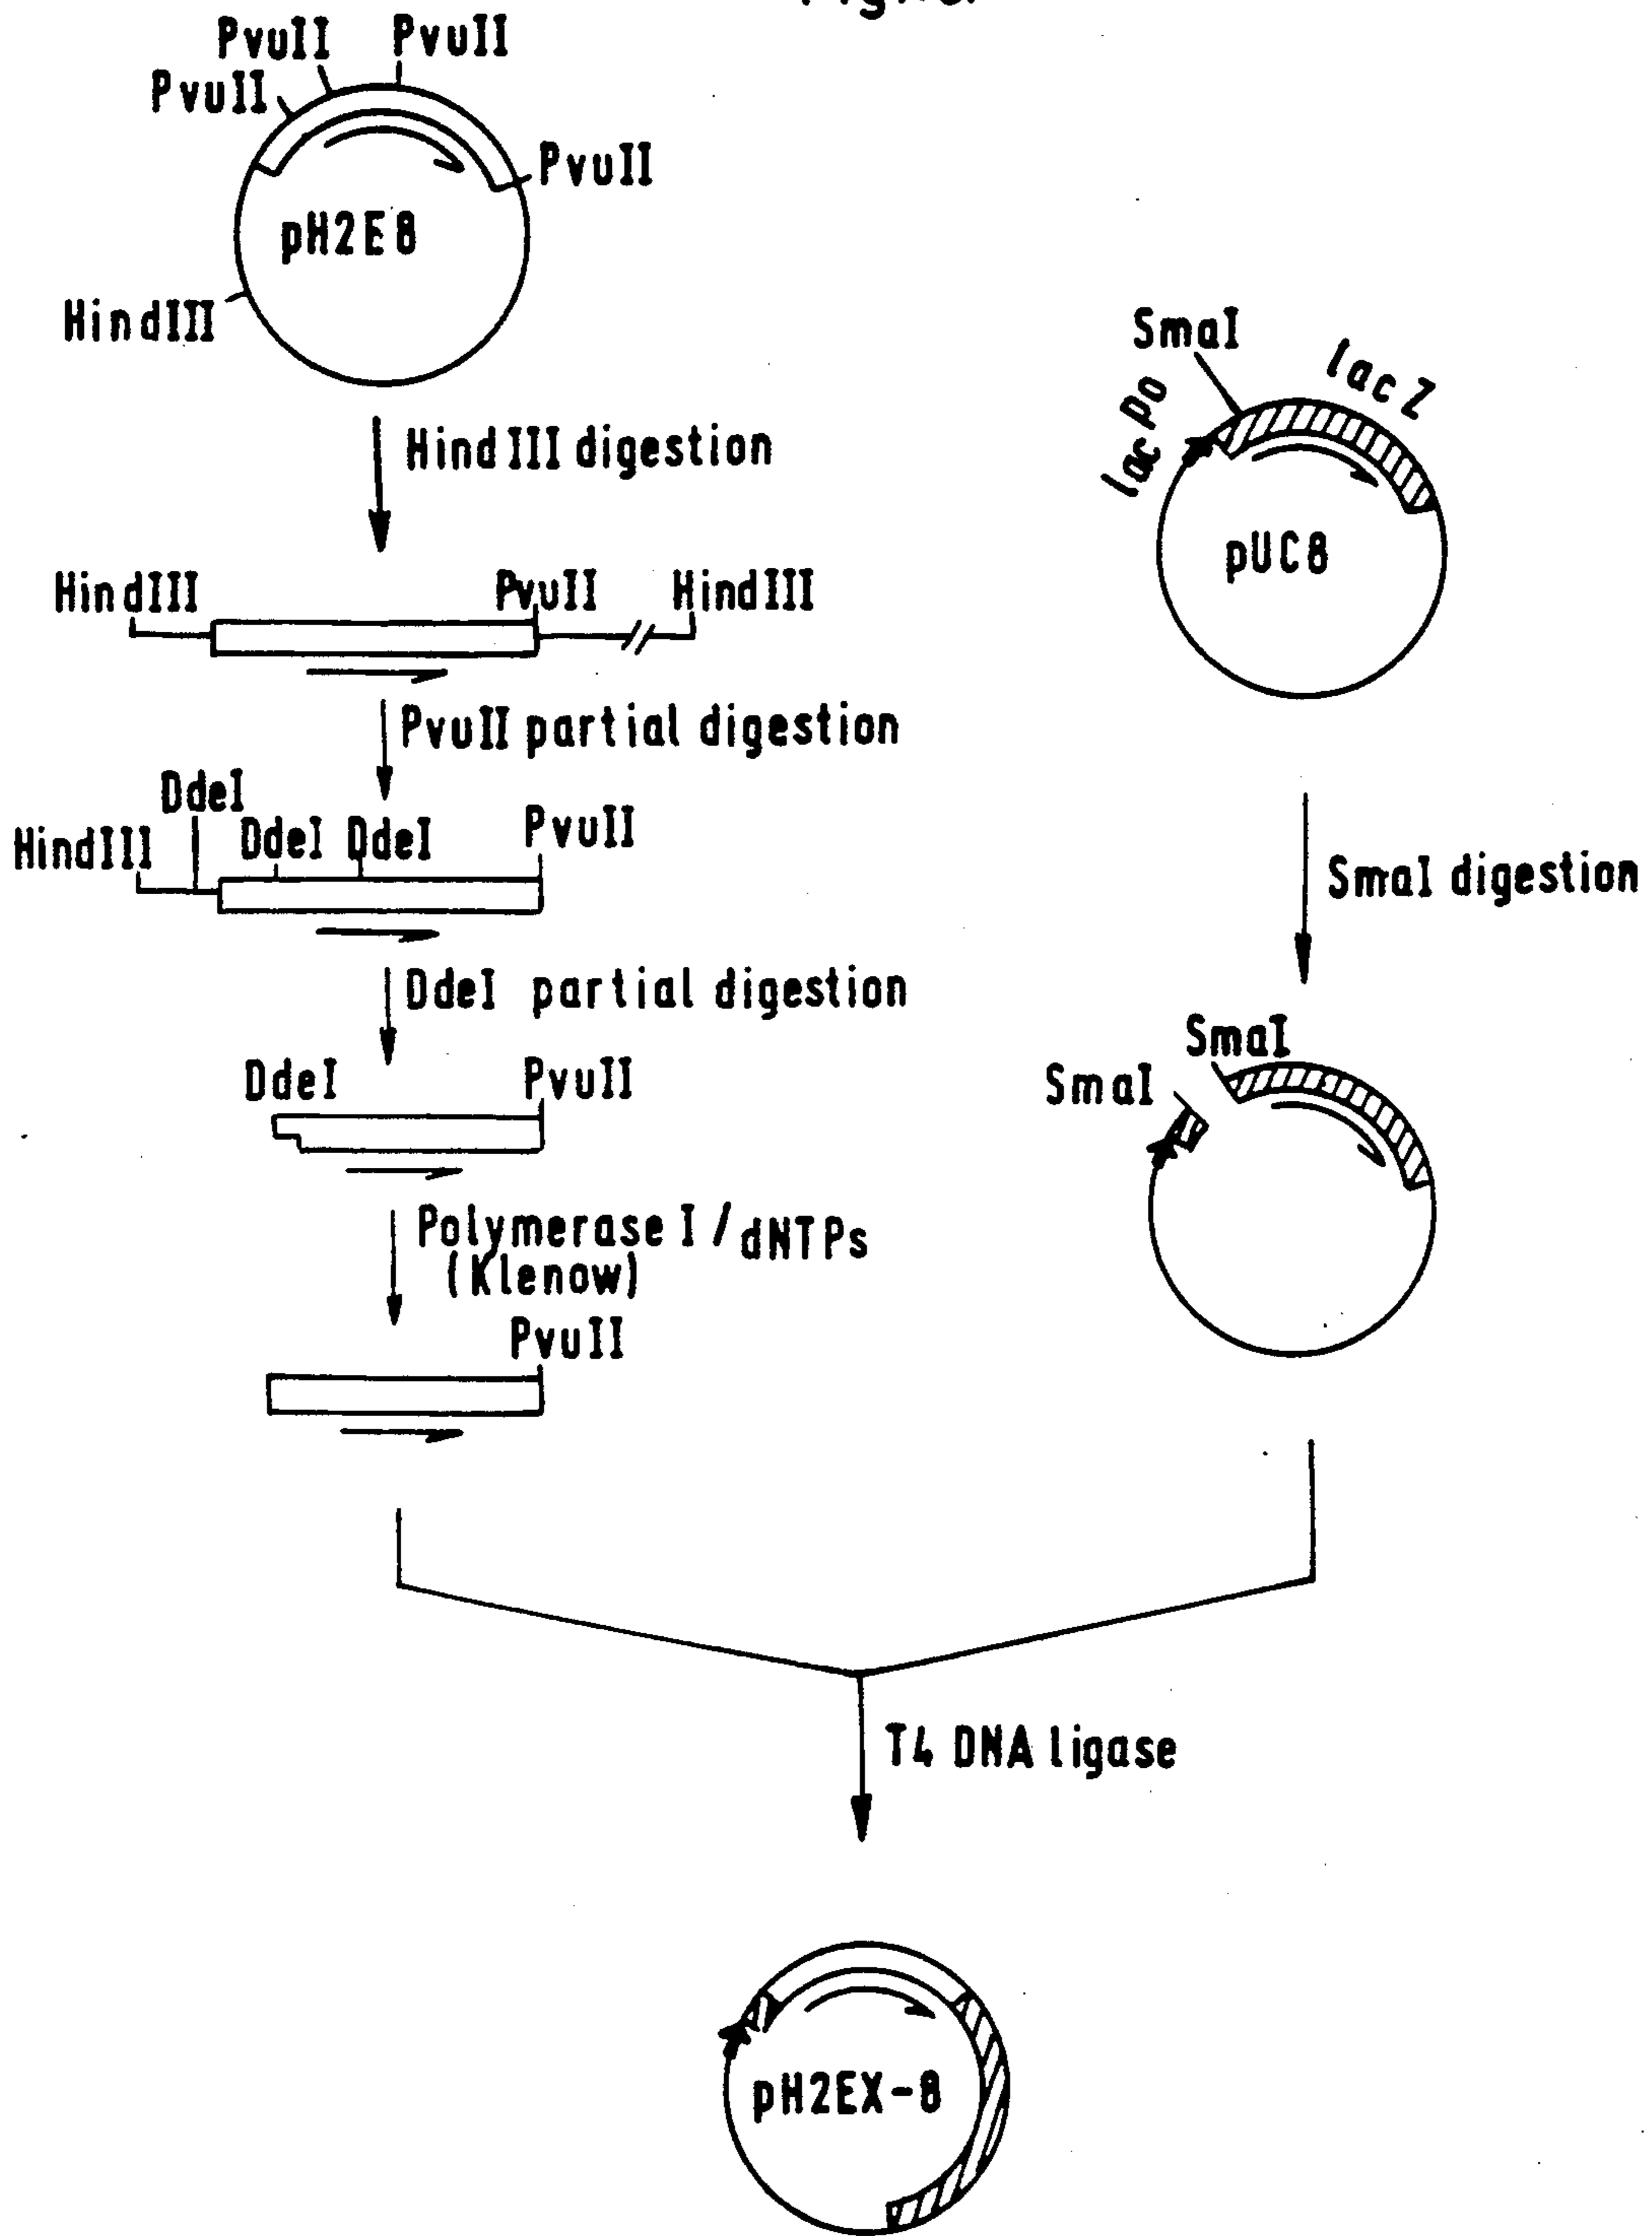 PvuII
PvuII
PvuII
PvuII
pH2E8
HindIII
HindIII digestion
HindIII
PvuII
HindIII
PvuII partial digestion
DdeI
HindIII
DdeI
DdeI
PvuII
DdeI partial digestion
DdeI
PvuII
Polymerase I / dNTPs
(Klenow)
PvuII
SmaI
lac po
lac Z
pUC8
SmaI digestion
SmaI
SmaI
T4 DNA ligase
pH2EX-8